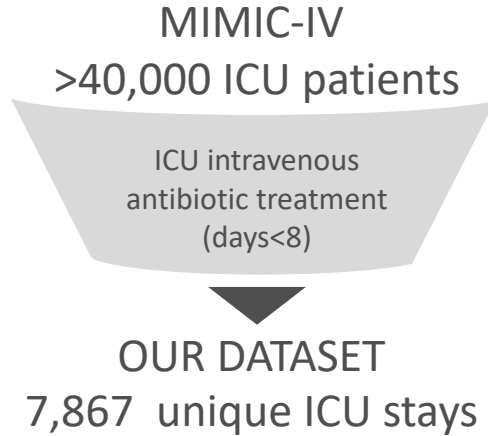 MIMIC-IV
>40,000 ICU patients
ICU intravenous
antibiotic treatment
(days<8)
OUR DATASET
7,867 unique ICU stays